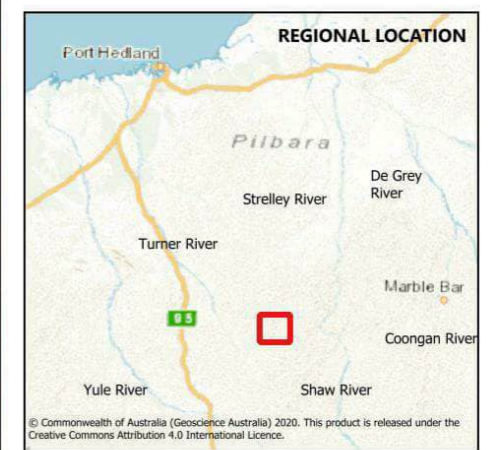 REGIONAL LOCATION
Port Hedland
Pilbara
De Grey
River
Strelley River
Turner River
Marble Bar
95
Coongan River
Yule River
Shaw River
© Commonwealth of Australia (Geoscience Australia) 2020. This product is released under the
Creative Commons Attribution 4.0 International Licence.